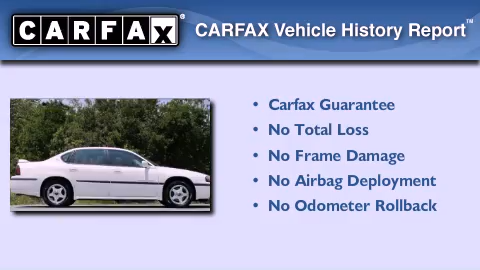 CARFAX®
CARFAX Vehicle History Report™
• Carfax Guarantee
• No Total Loss
• No Frame Damage
• No Airbag Deployment
• No Odometer Rollback